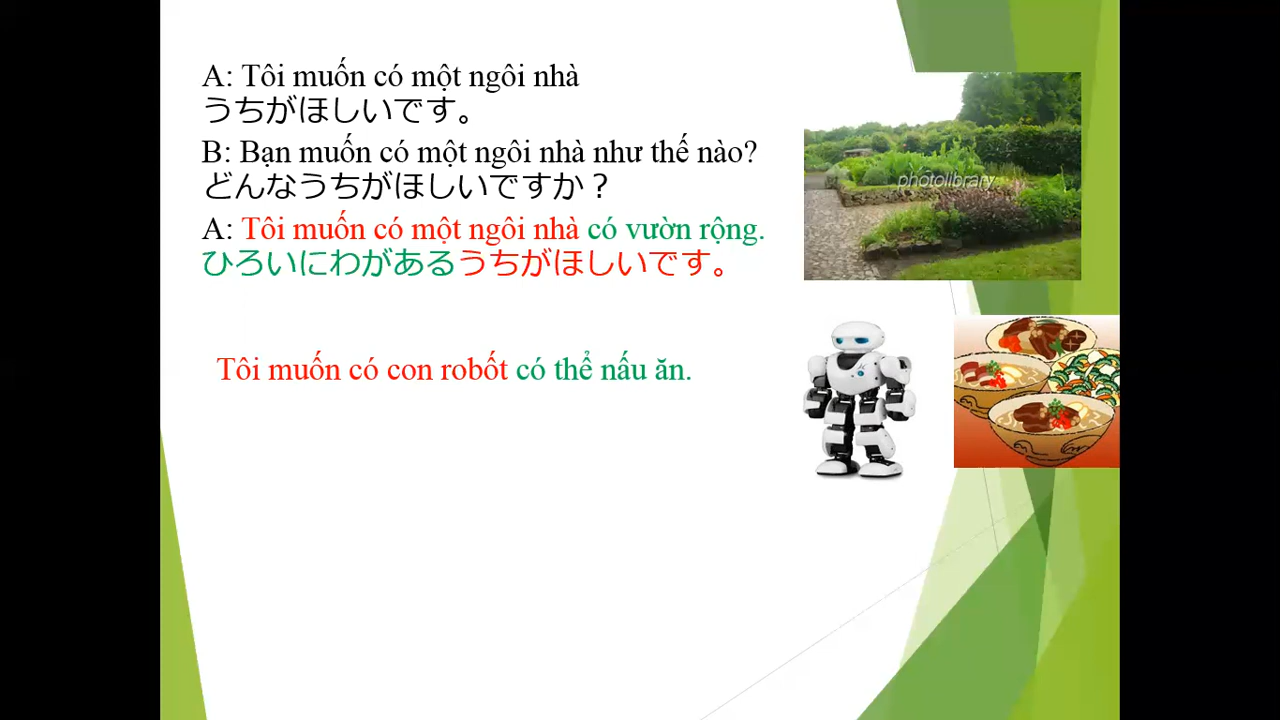 A: Tôi muốn có một ngôi nhà
うちがほしいです。
B: Bạn muốn có một ngôi nhà như thế nào?
どんなうちがほしいですか？
A: Tôi muốn có một ngôi nhà có vườn rộng.
ひろいにわがあるうちがほしいです。
photolibrary
Tôi muốn có con robốt có thể nấu ăn.